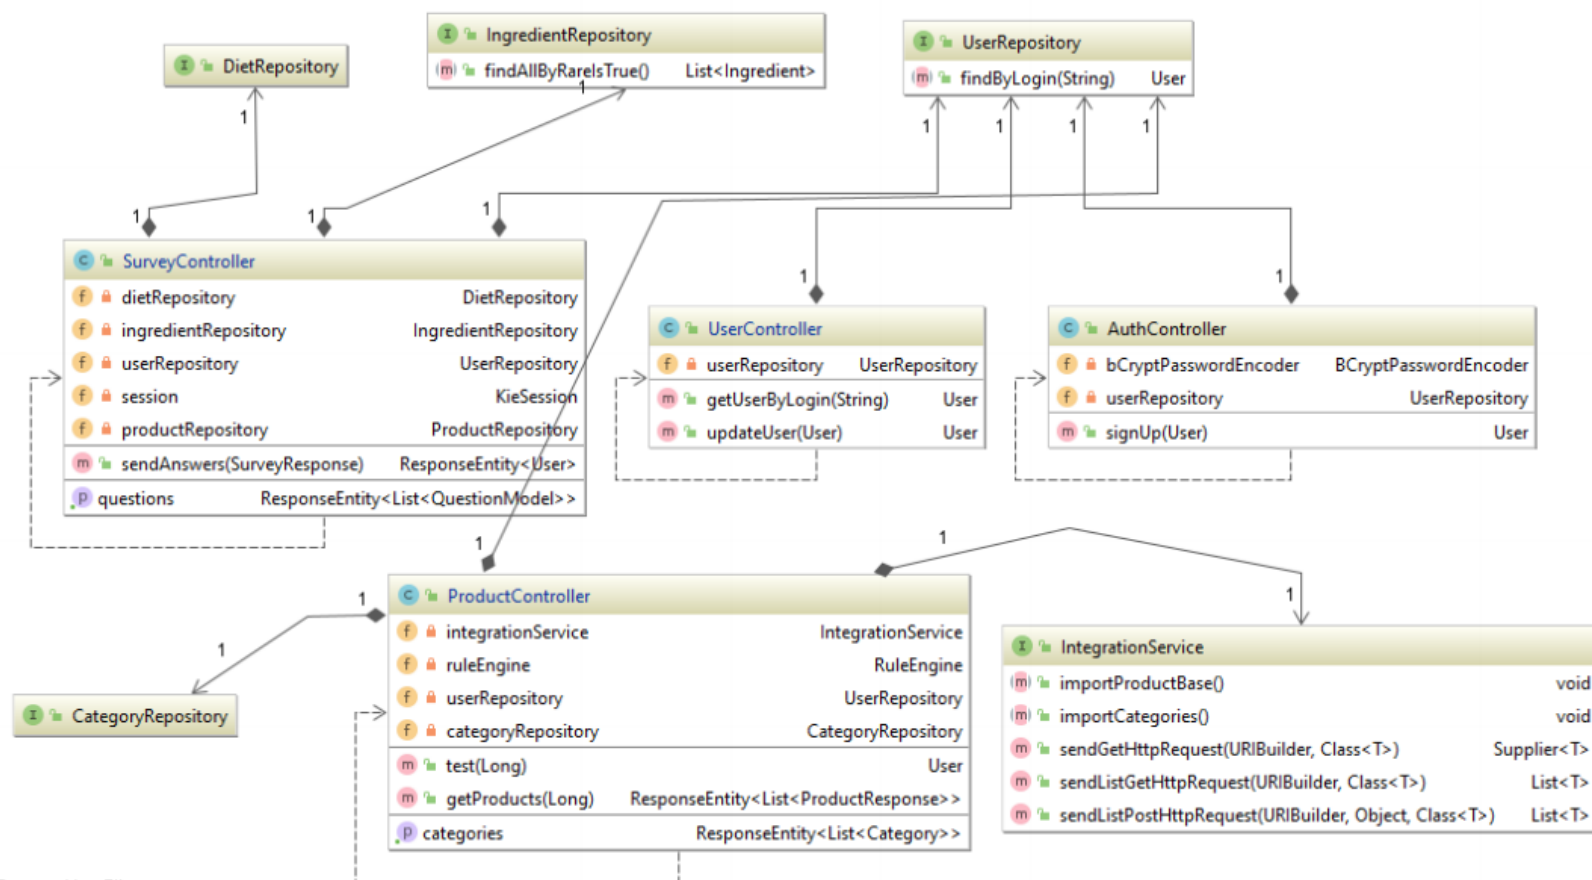 DietRepository
IngredientRepository
findAllByRareIsTrue() List<Ingredient>
UserRepository
findByLogin(String) User
1
1
1
1
1
1
1
1
1
SurveyController
dietRepository DietRepository
ingredientRepository IngredientRepository
userRepository UserRepository
session KieSession
productRepository ProductRepository
sendAnswers(SurveyResponse) ResponseEntity<User>
questions ResponseEntity<List<QuestionModel>>
1
UserController
userRepository UserRepository
getUserByLogin(String) User
updateUser(User) User
1
AuthController
bCryptPasswordEncoder BCryptPasswordEncoder
userRepository UserRepository
signUp(User) User
1
1
1
1
1
ProductController
integrationService IntegrationService
ruleEngine RuleEngine
userRepository UserRepository
categoryRepository CategoryRepository
test(Long) User
getProducts(Long) ResponseEntity<List<ProductResponse>>
categories ResponseEntity<List<Category>>
CategoryRepository
IntegrationService
importProductBase() void
importCategories() void
sendGetHttpRequest(URIBuilder, Class<T>) Supplier<T>
sendListGetHttpRequest(URIBuilder, Class<T>) List<T>
sendListPostHttpRequest(URIBuilder, Object, Class<T>) List<T>